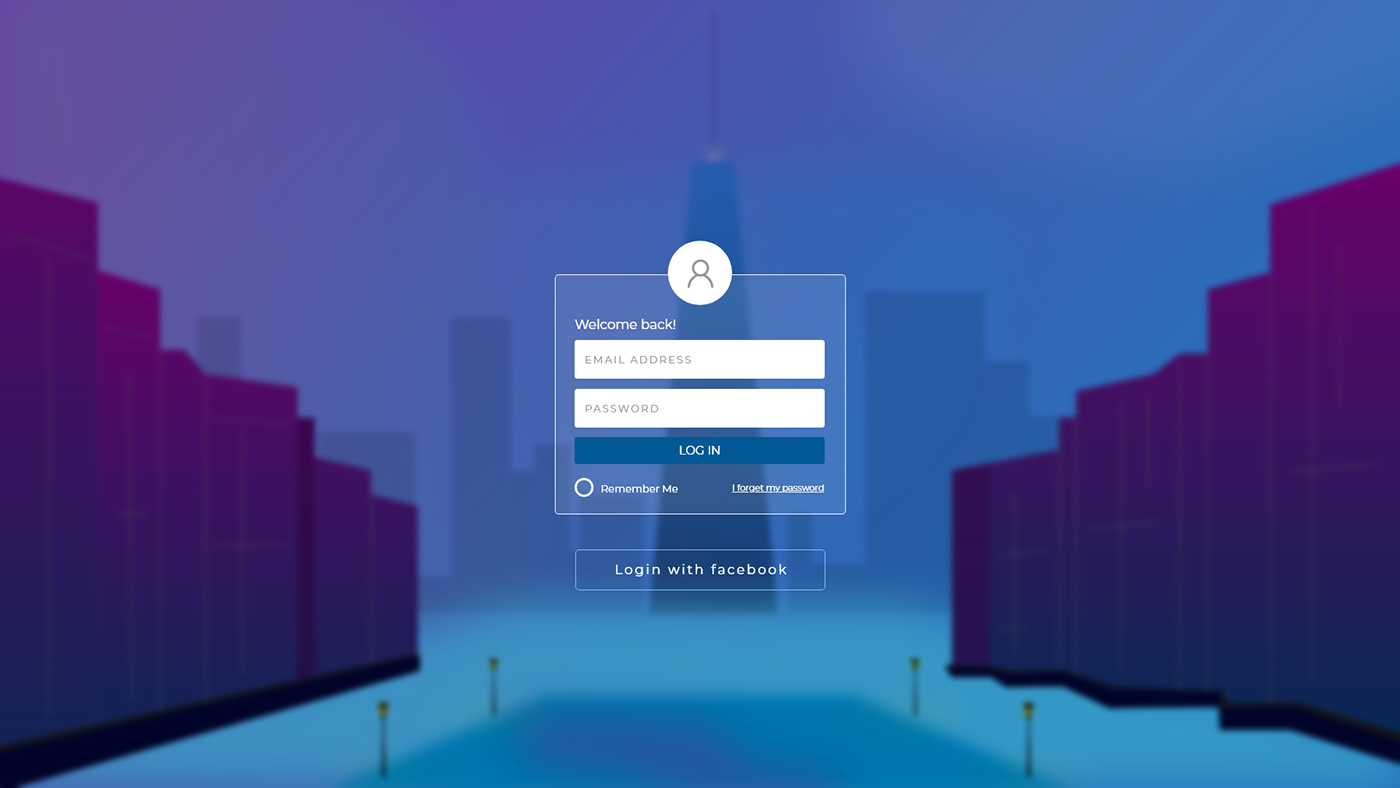 Welcome back!
EMAIL ADDRESS
PASSWORD
LOG IN
Remember Me
I forget my password
Login with facebook